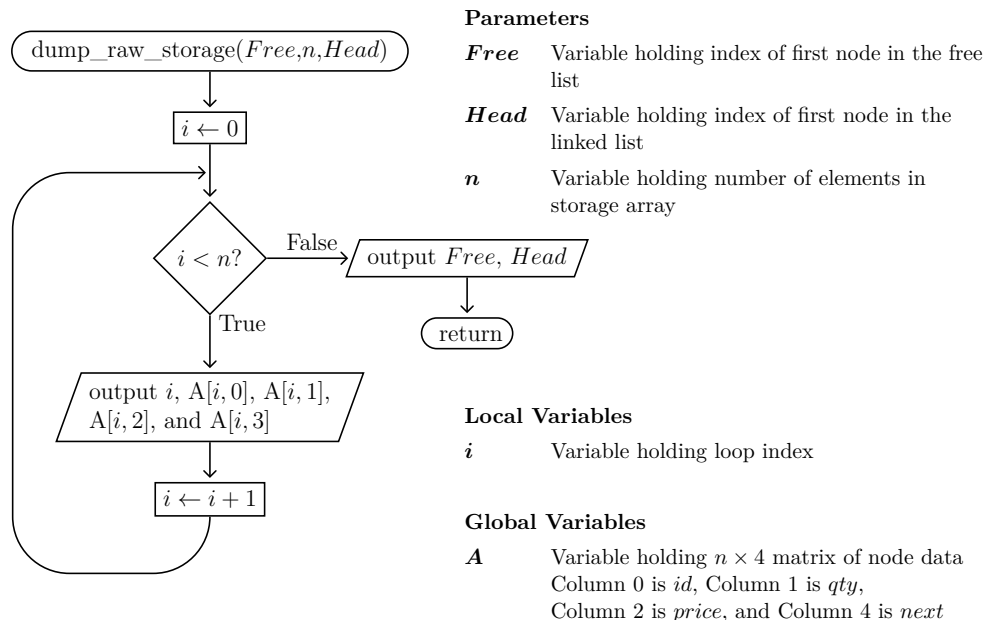 dump_raw_storage(Free,n,Head)
i ← 0
i < n?
False
output Free, Head
return
True
output i, A[i, 0], A[i, 1],
A[i, 2], and A[i, 3]
i ← i + 1
Parameters
Free Variable holding index of first node in the free
list
Head Variable holding index of first node in the
linked list
n Variable holding number of elements in
storage array
Local Variables
i Variable holding loop index
Global Variables
A Variable holding n × 4 matrix of node data
Column 0 is id, Column 1 is qty,
Column 2 is price, and Column 4 is next